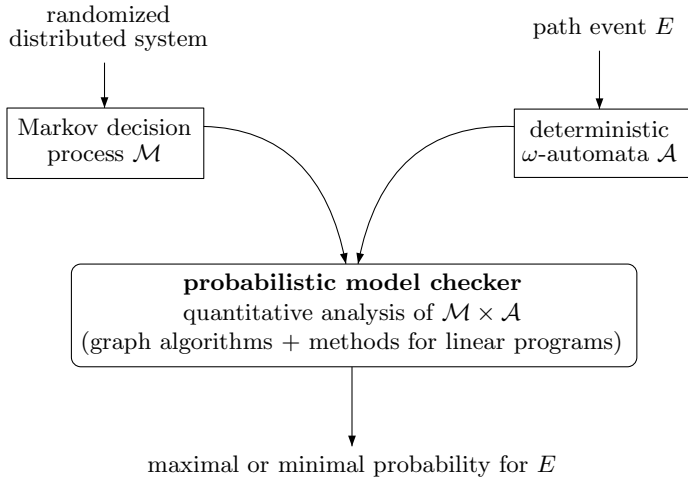 randomized
distributed system
path event E
Markov decision
process ℳ
deterministic
ω-automata 𝒜
probabilistic model checker
quantitative analysis of ℳ × 𝒜
(graph algorithms + methods for linear programs)
maximal or minimal probability for E